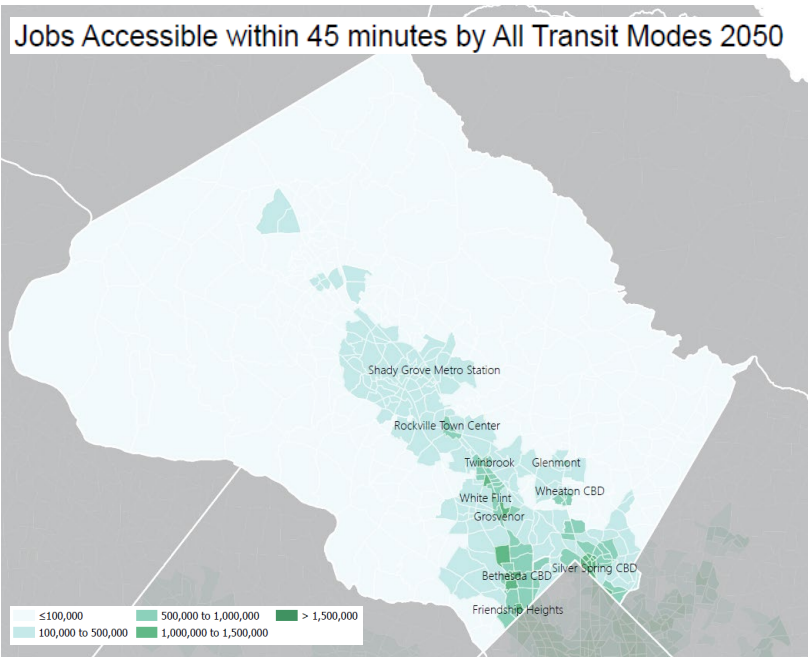 Jobs Accessible within 45 minutes by All Transit Modes 2050
Shady Grove Metro Station
Rockville Town Center
Twinbrook
Glenmont
Wheaton CBD
White Flint
Grosvenor
Silver Spring CBD
Bethesda CBD
Friendship Heights
≤100,000
500,000 to 1,000,000
> 1,500,000
100,000 to 500,000
1,000,000 to 1,500,000